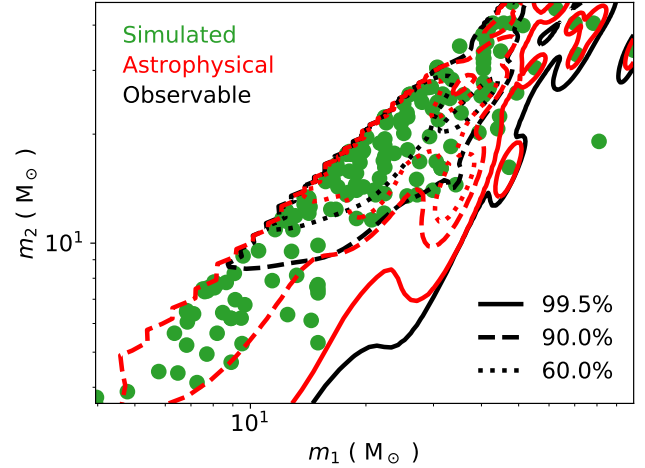 Simulated
Astrophysical
Observable
m₂ ( M⊙ )
10¹
99.5%
90.0%
60.0%
10¹
m₁ ( M⊙ )